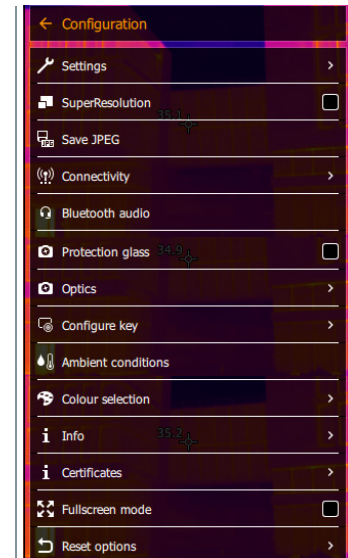 Configuration
Settings
SuperResolution
35.1
JPG
Save JPEG
Connectivity
Bluetooth audio
Protection glass
34.9
Optics
Configure key
Ambient conditions
Colour selection
Info
35.2
Certificates
Fullscreen mode
Reset options